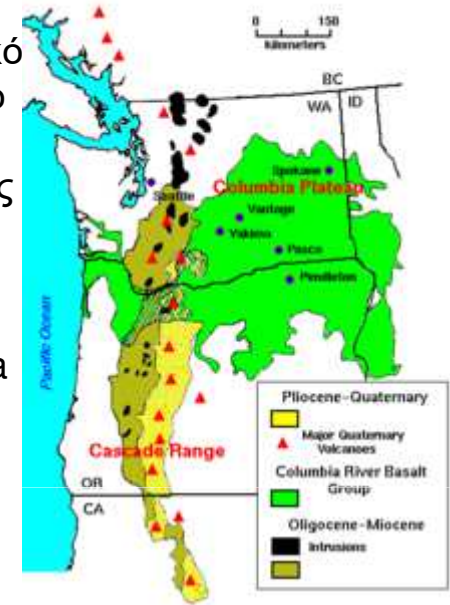 κό
ο
ς
α
0 150
kilometers
BC
WA ID
Spokane
Columbia Plateau
Seattle
Vantage
Yakima
Pasco
Pendleton
Pacific Ocean
Cascade Range
OR
CA
Pliocene-Quaternary
Major Quaternary
Volcanoes
Columbia River Basalt
Group
Oligocene-Miocene
Intrusions